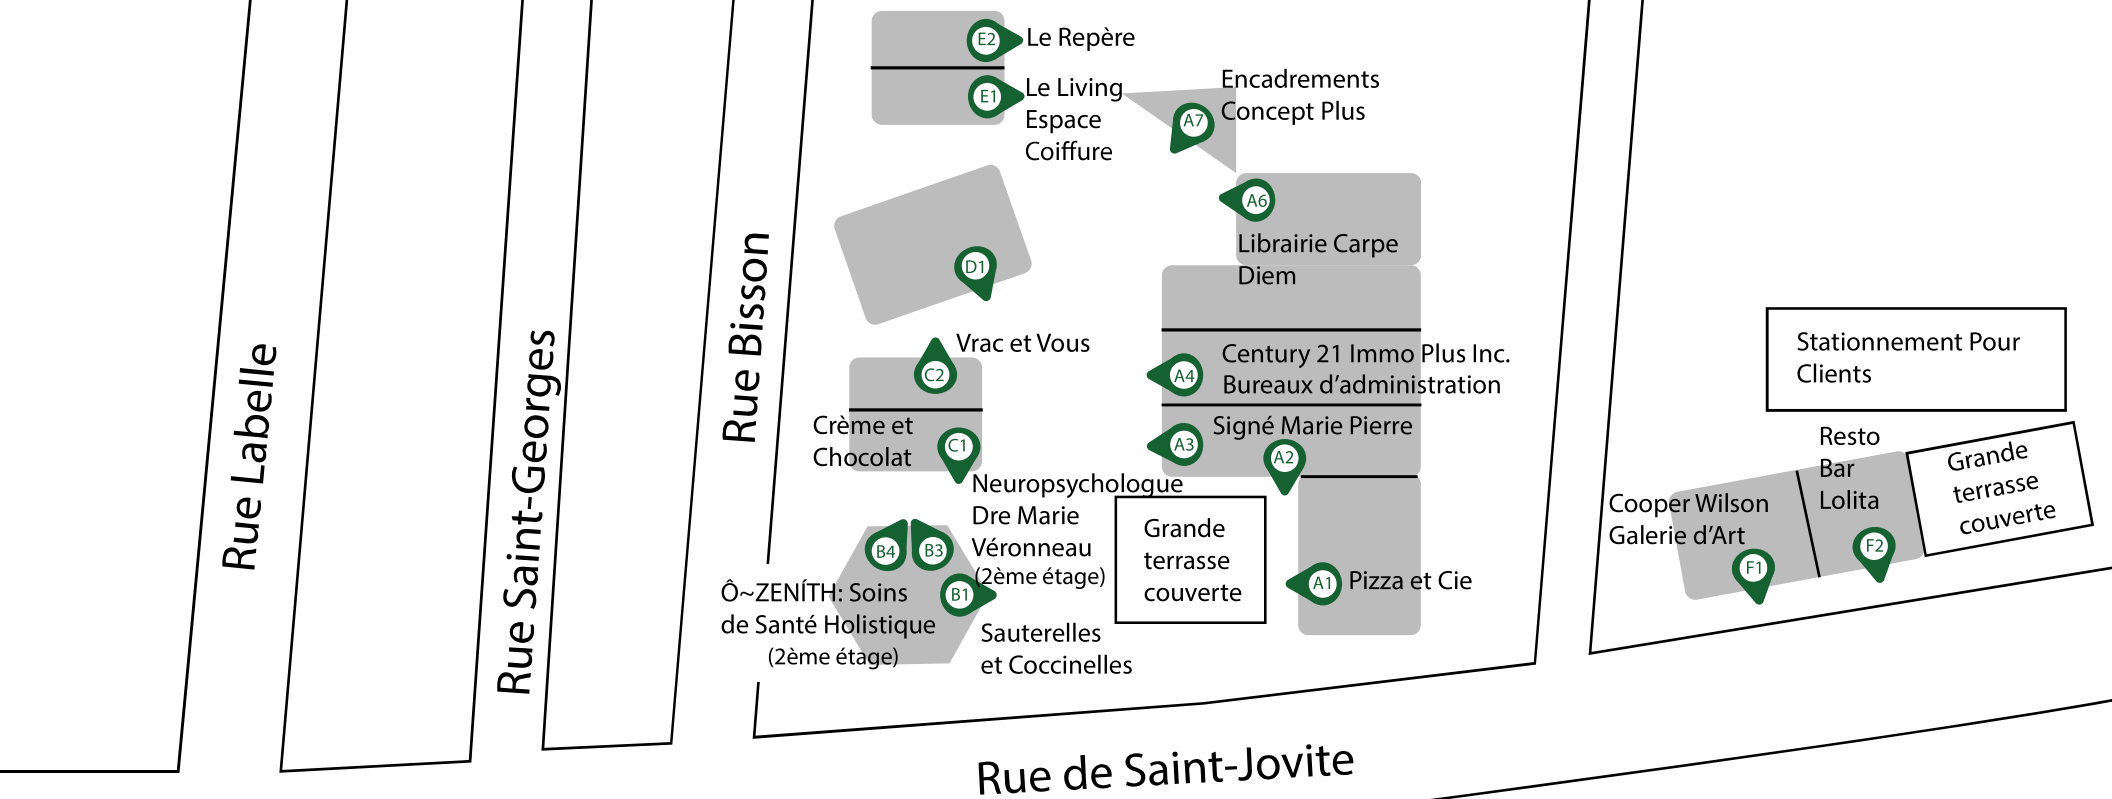 E2
Le Repère
E1
Le Living
Espace
Coiffure
Encadrements
Concept Plus
A7
A6
Librairie Carpe
Diem
D1
Vrac et Vous
C2
Crème et
Chocolat
C1
A4
Century 21 Immo Plus Inc.
Bureaux d’administration
Signé Marie Pierre
A3
A2
Neuropsychologue
Dre Marie
Véronneau
(2ème étage)
B4
B3
B1
Ô~ZENÍTH: Soins
de Santé Holistique
(2ème étage)
Sauterelles
et Coccinelles
Grande
terrasse
couverte
A1
Pizza et Cie
Stationnement Pour
Clients
Resto
Bar
Lolita
Cooper Wilson
Galerie d’Art
F1
F2
Grande
terrasse
couverte
Rue Labelle
Rue Saint-Georges
Rue Bisson
Rue de Saint-Jovite